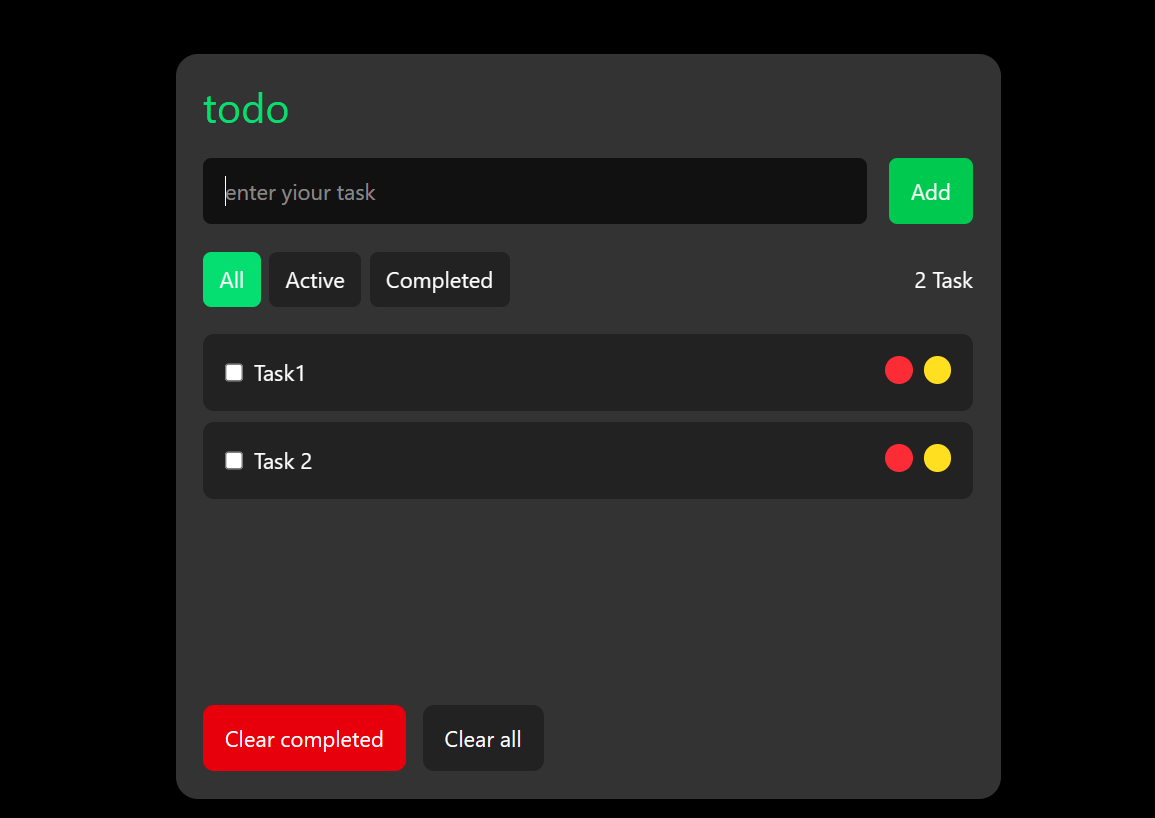 todo
enter yiour task
Add
All
Active
Completed
2 Task
Task1
Task 2
Clear completed
Clear all